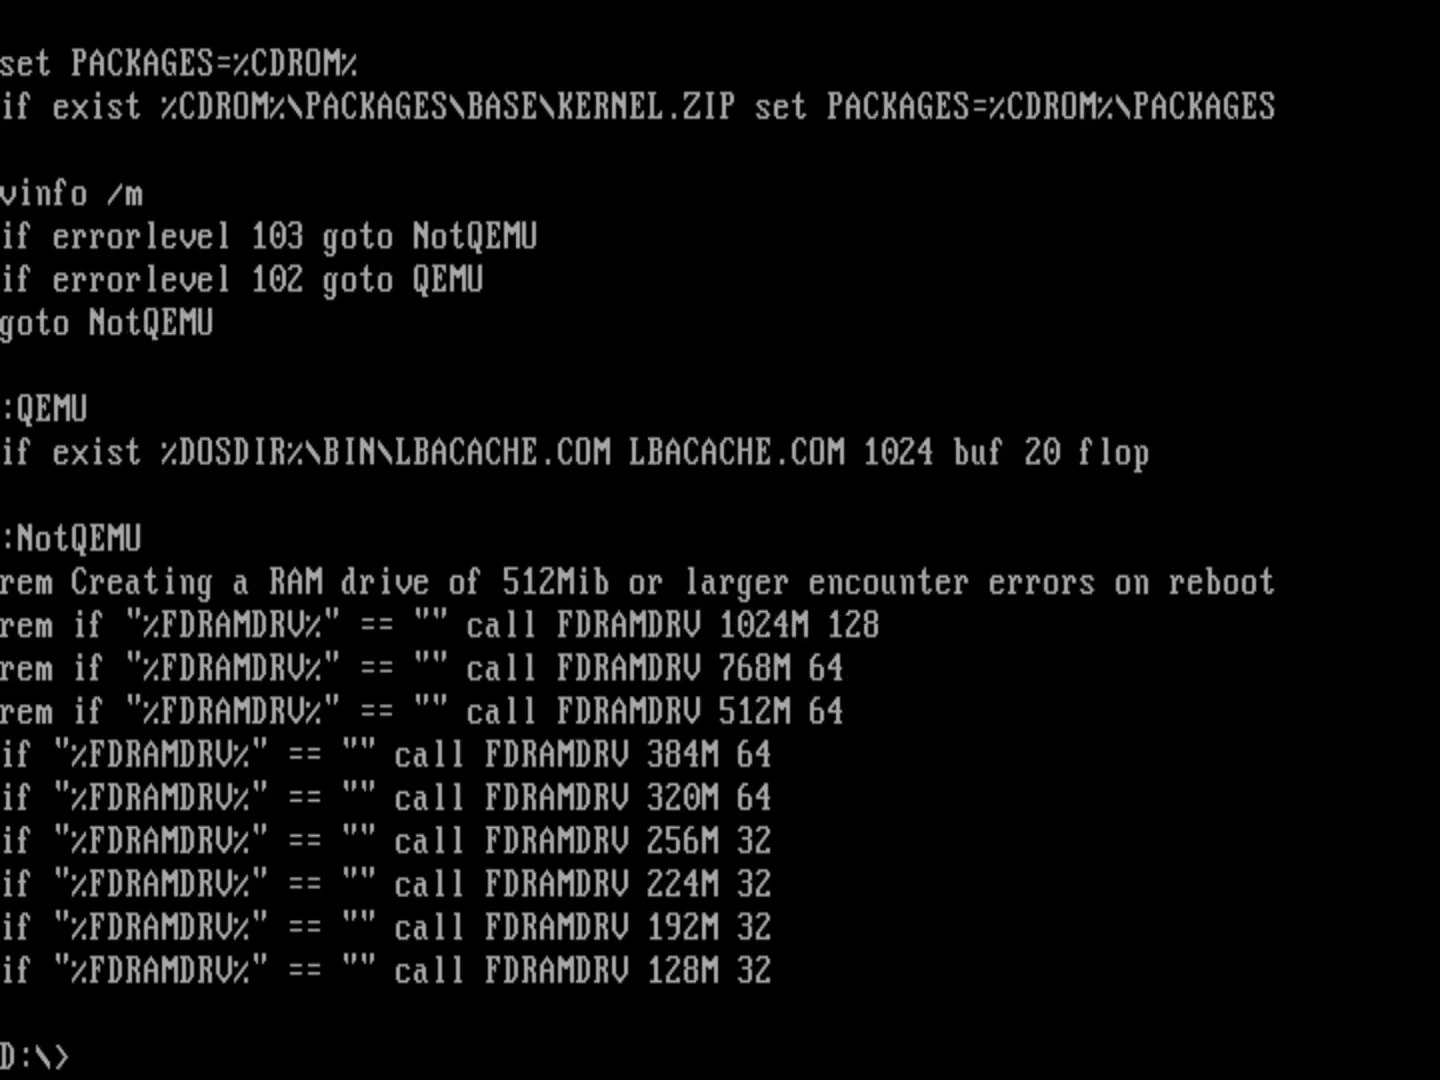 set PACKAGES=%CDROM%
if exist %CDROM%\PACKAGES\BASE\KERNEL.ZIP set PACKAGES=%CDROM%\PACKAGES
vinfo /m
if errorlevel 103 goto NotQEMU
if errorlevel 102 goto QEMU
goto NotQEMU
:QEMU
if exist %DOSDIR%\BIN\LBACACHE.COM LBACACHE.COM 1024 buf 20 flop
:NotQEMU
rem Creating a RAM drive of 512Mib or larger encounter errors on reboot
rem if "%FDRAMDRV%" == "" call FDRAMDRV 1024M 128
rem if "%FDRAMDRV%" == "" call FDRAMDRV 768M 64
rem if "%FDRAMDRV%" == "" call FDRAMDRV 512M 64
if "%FDRAMDRV%" == "" call FDRAMDRV 384M 64
if "%FDRAMDRV%" == "" call FDRAMDRV 320M 64
if "%FDRAMDRV%" == "" call FDRAMDRV 256M 32
if "%FDRAMDRV%" == "" call FDRAMDRV 224M 32
if "%FDRAMDRV%" == "" call FDRAMDRV 192M 32
if "%FDRAMDRV%" == "" call FDRAMDRV 128M 32
D:\>